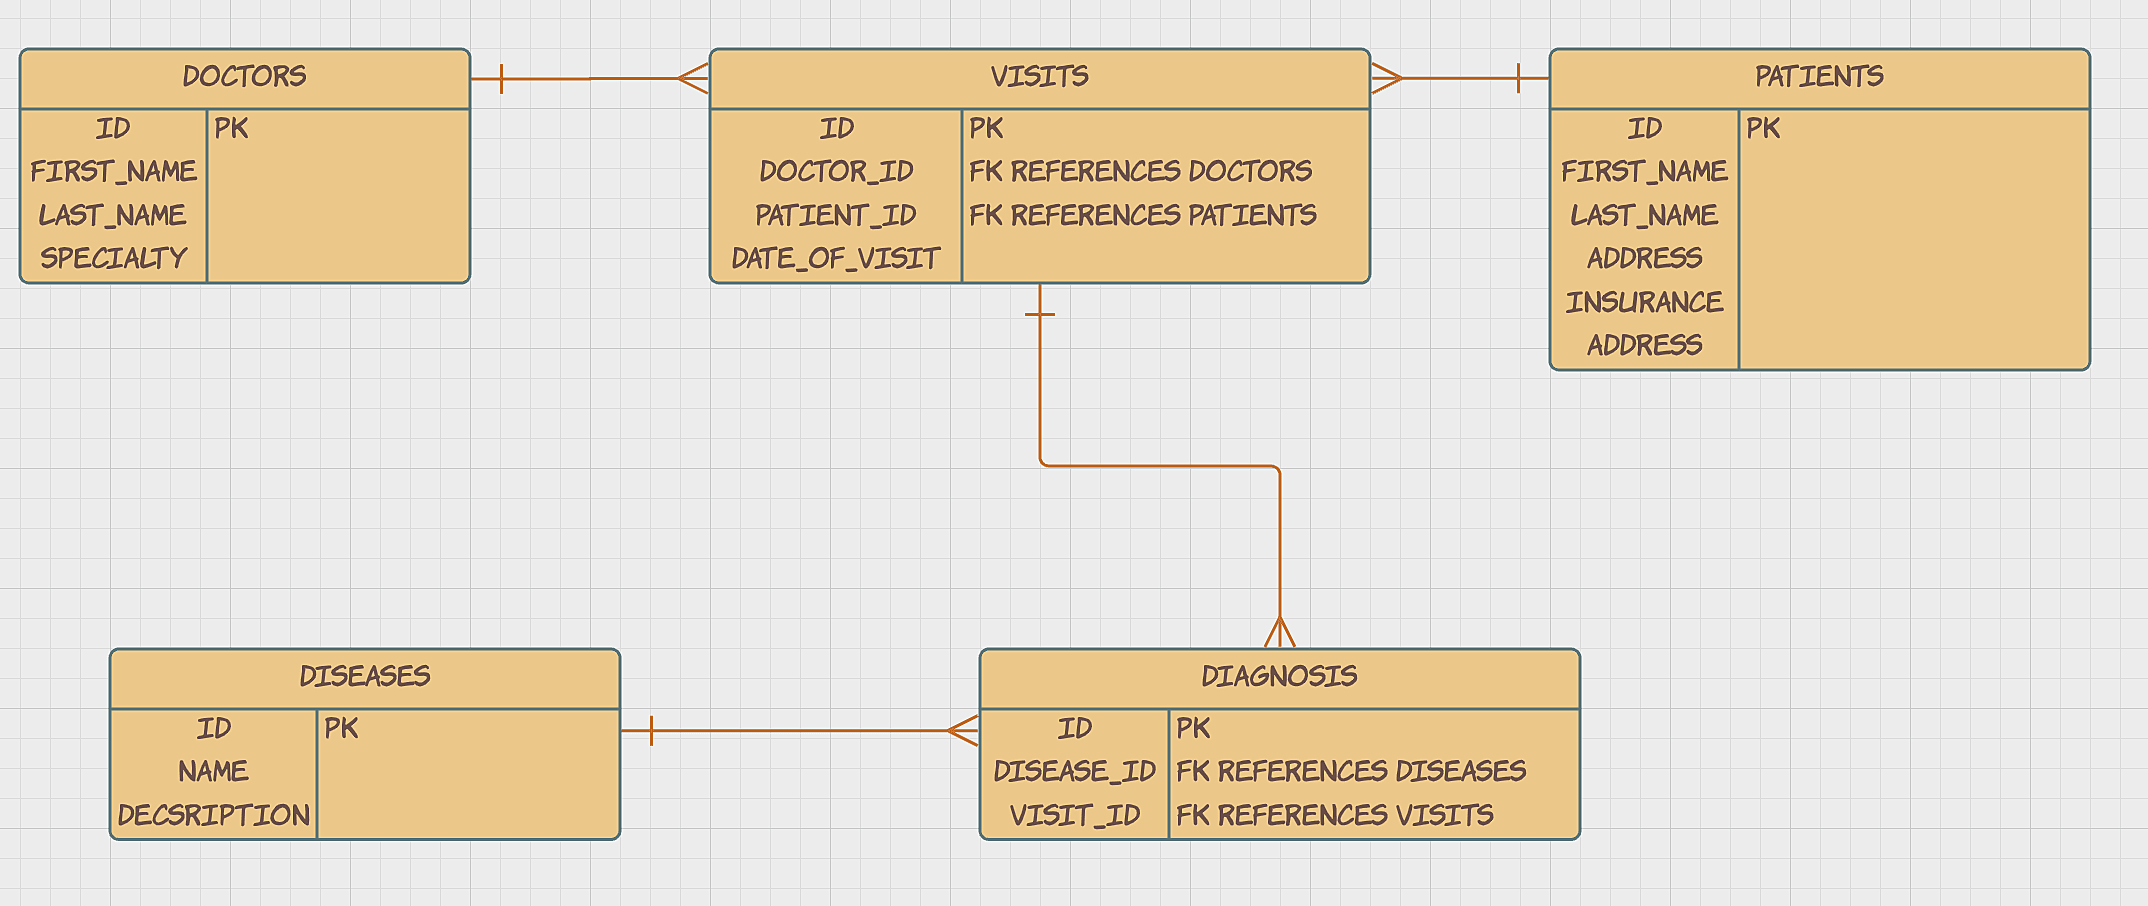 DOCTORS
ID PK
FIRST_NAME
LAST_NAME
SPECIALTY
VISITS
ID PK
DOCTOR_ID FK REFERENCES DOCTORS
PATIENT_ID FK REFERENCES PATIENTS
DATE_OF_VISIT
PATIENTS
ID PK
FIRST_NAME
LAST_NAME
ADDRESS
INSURANCE
ADDRESS
DISEASES
ID PK
NAME
DECSRIPTION
DIAGNOSIS
ID PK
DISEASE_ID FK REFERENCES DISEASES
VISIT_ID FK REFERENCES VISITS